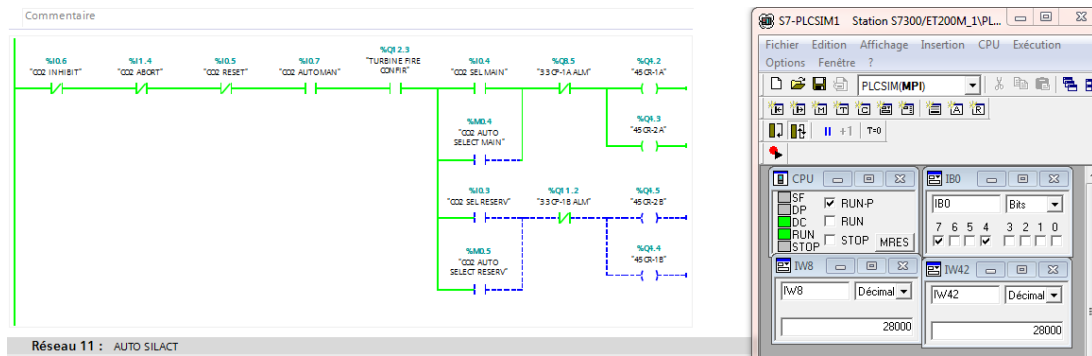 Commentaire
%I0.6 %I1.4 %I0.5 %I0.7 %Q12.3 %I0.4 %Q8.5 %Q4.2
"CO2 INHIBIT" "CO2 ABORT" "CO2 RESET" "CO2 AUTOMAN" "TURBINE FIRE CONFIR" "CO2 SEL MAIN" "33CP-1A ALM" "45CR-1A"
%M0.4 %Q4.3
"CO2 AUTO SELECT MAIN" "45CR-2A"
%I0.3 %Q11.2 %Q4.5
"CO2 SEL RESERV" "33CP-1B ALM" "45CR-2B"
%M0.5 %Q4.4
"CO2 AUTO SELECT RESERV" "45CR-1B"
Réseau 11 : AUTO SILACT
S7-PLCSIM1 Station S7300/ET200M_1\PL...
Fichier Edition Affichage Insertion CPU Exécution
Options Fenêtre ?
PLCSIM(MPI)
+1 T=0
CPU
SF
DP
DC
RUN
STOP
RUN-P
RUN
STOP MRES
IB0
IB0 Bits
7 6 5 4 3 2 1 0
IW8
IW8 Décimal
28000
IW42
IW42 Décimal
28000